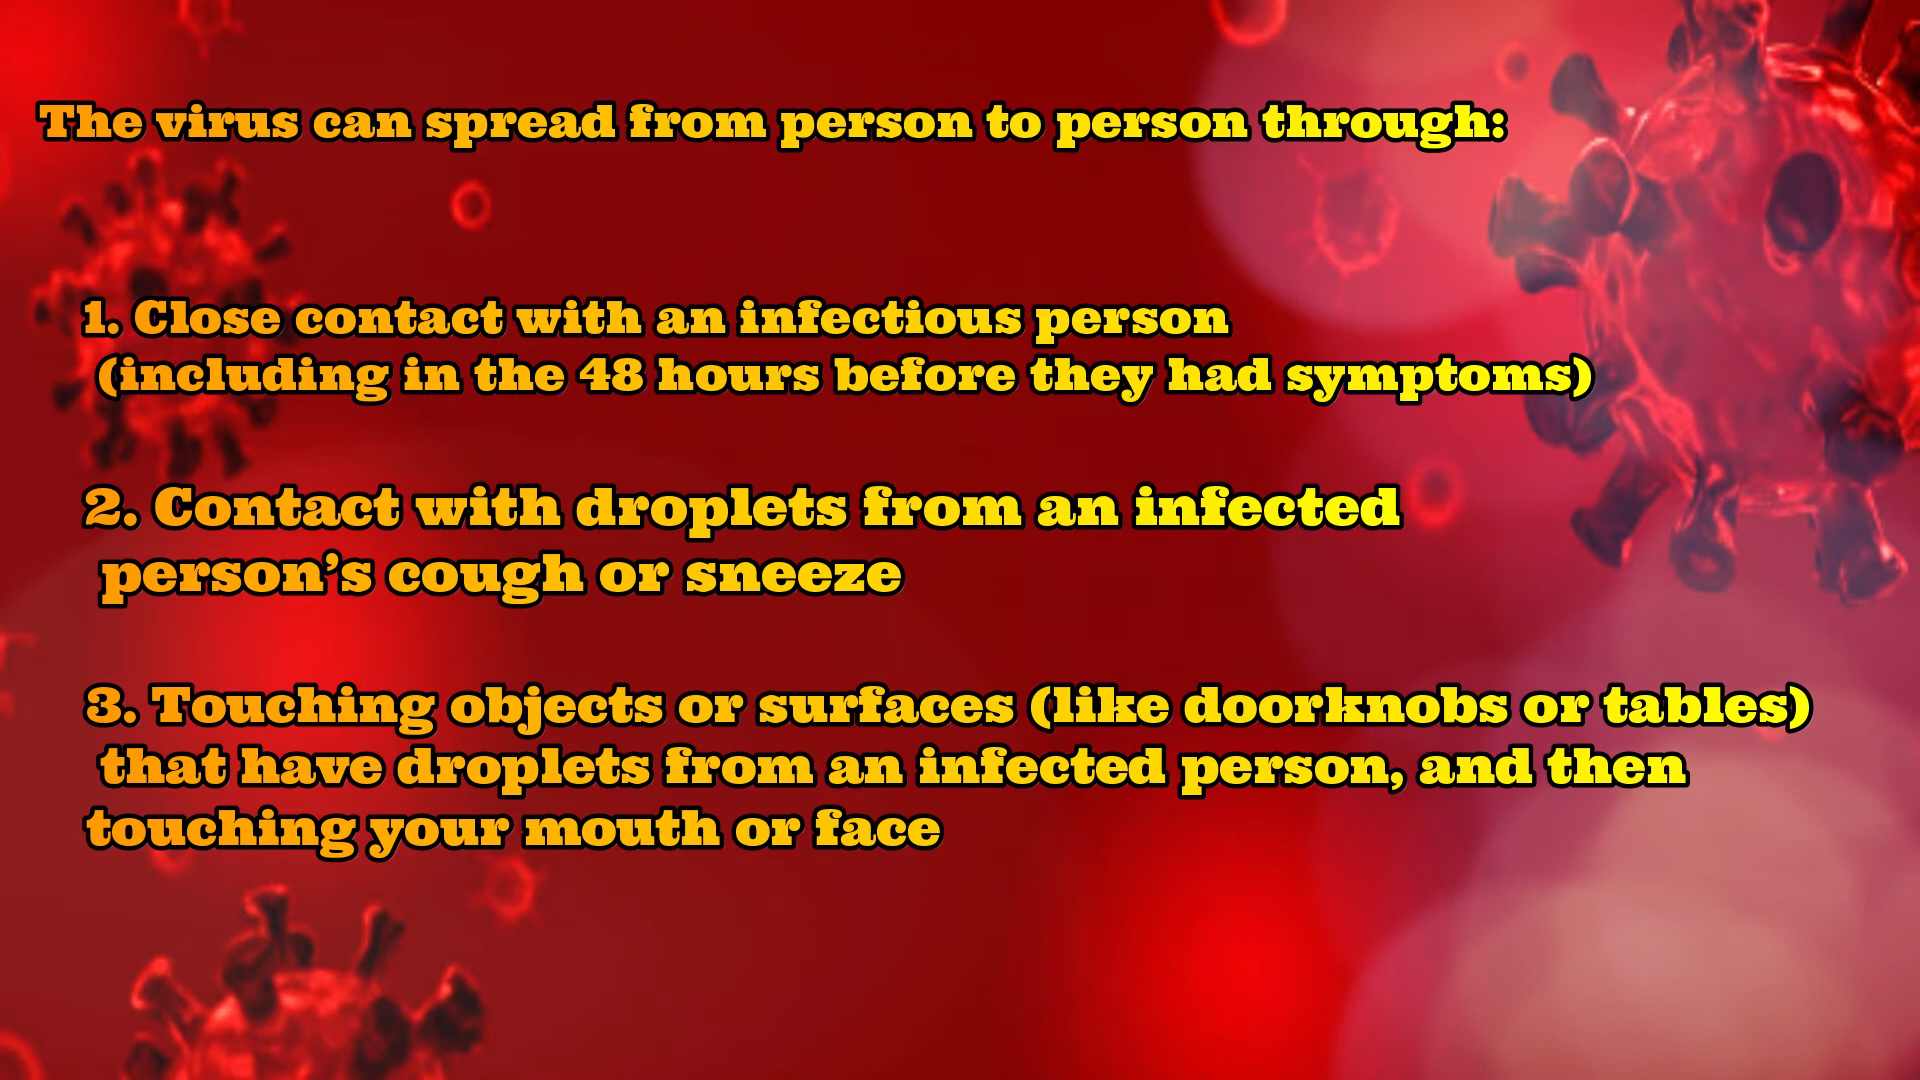 The virus can spread from person to person through:
1. Close contact with an infectious person
(including in the 48 hours before they had symptoms)
2. Contact with droplets from an infected
person’s cough or sneeze
3. Touching objects or surfaces (like doorknobs or tables)
that have droplets from an infected person, and then
touching your mouth or face